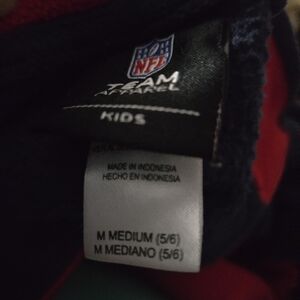 NFL
TEAM
APPAREL
KIDS
MADE IN INDONESIA
HECHO EN INDONESIA
M MEDIUM (5/6)
M MEDIANO (5/6)